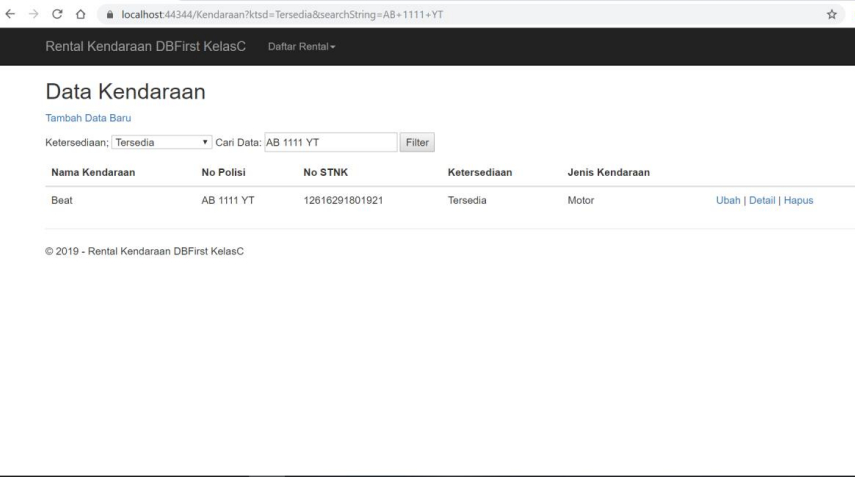 localhost:44344/Kendaraan?ktsd=Tersedia&searchString=AB+1111+YT
Rental Kendaraan DBFirst KelasC Daftar Rental
Data Kendaraan
Tambah Data Baru
Ketersediaan; Tersedia Cari Data: AB 1111 YT Filter
Nama Kendaraan No Polisi No STNK Ketersediaan Jenis Kendaraan
Beat AB 1111 YT 12616291801921 Tersedia Motor Ubah | Detail | Hapus
© 2019 - Rental Kendaraan DBFirst KelasC